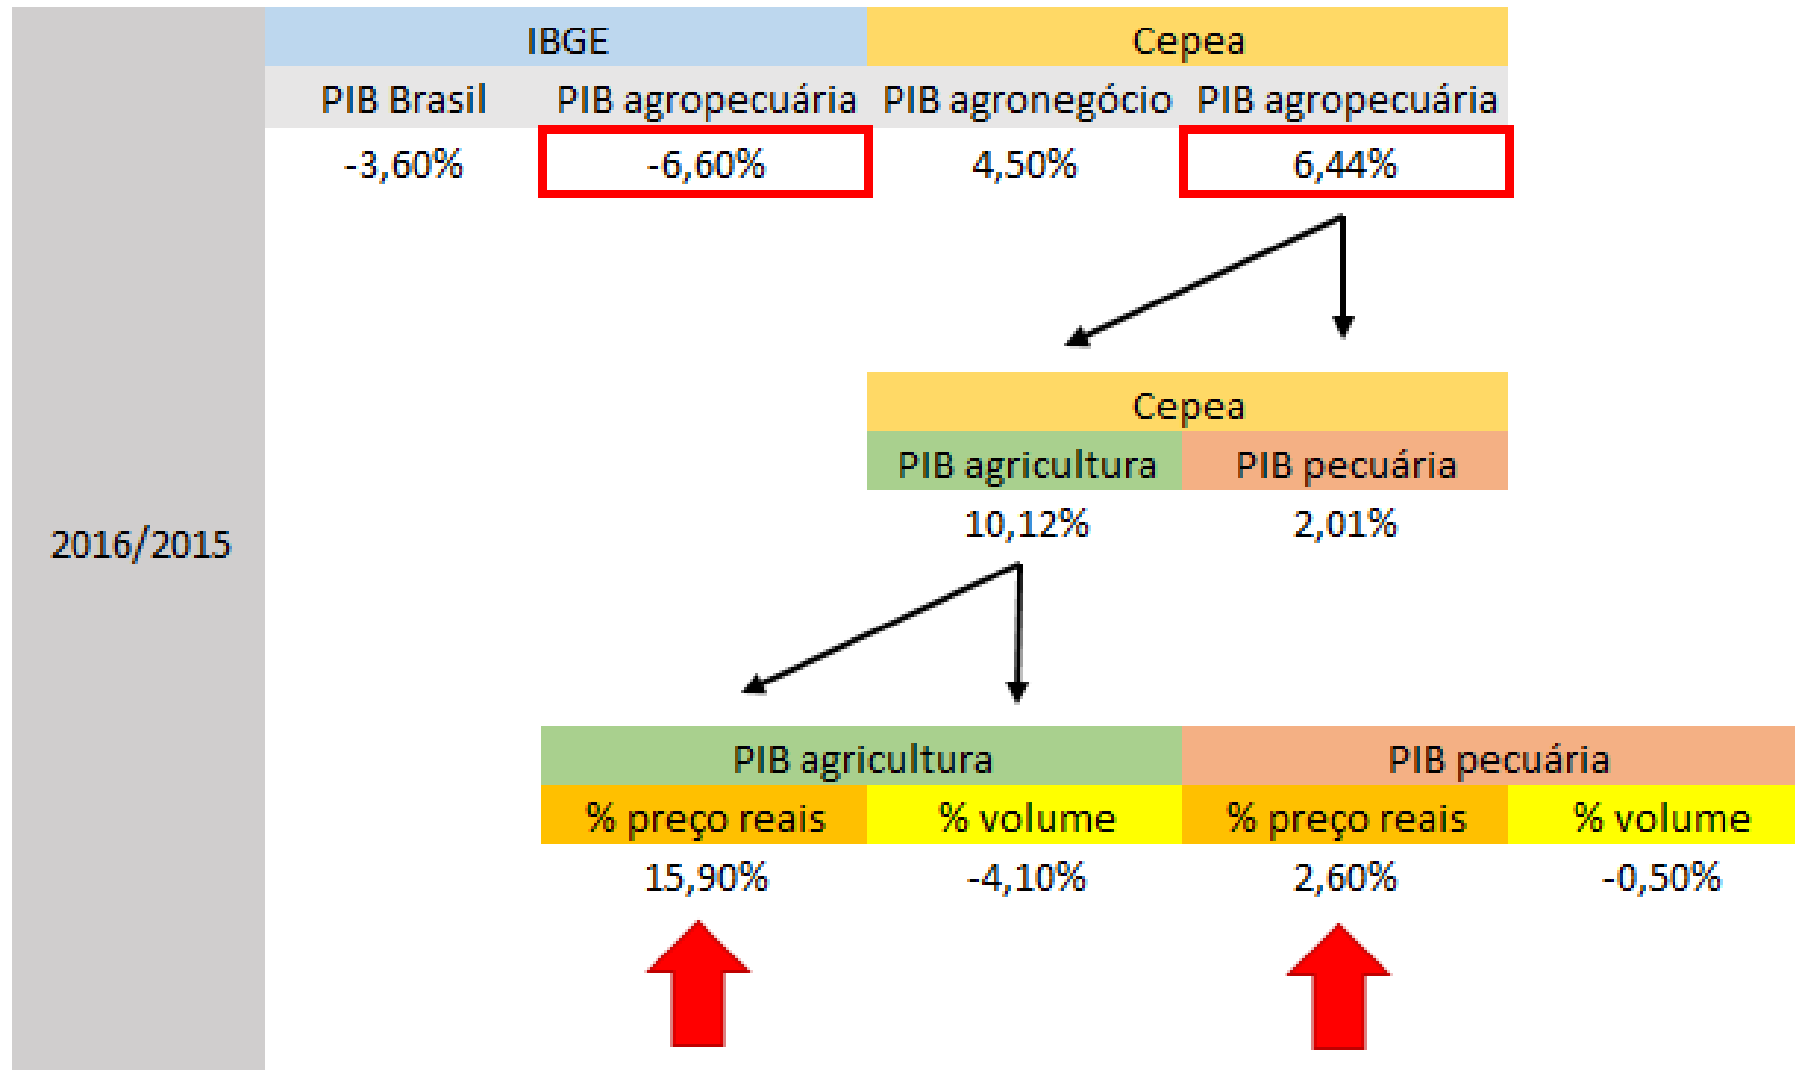 IBGE Cepea
PIB Brasil PIB agropecuária PIB agronegócio PIB agropecuária
-3,60% -6,60% 4,50% 6,44%
Cepea
PIB agricultura PIB pecuária
10,12% 2,01%
2016/2015
PIB agricultura PIB pecuária
% preço reais % volume % preço reais % volume
15,90% -4,10% 2,60% -0,50%